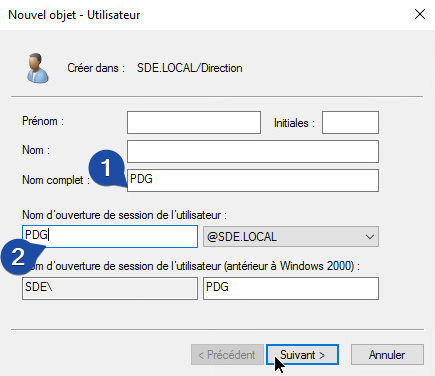 Nouvel objet - Utilisateur
Créer dans : SDE.LOCAL/Direction
Prénom : Initiales :
Nom :
1
Nom complet : PDG
Nom d'ouverture de session de l'utilisateur :
PDG @SDE.LOCAL
2
Nom d'ouverture de session de l'utilisateur (antérieur à Windows 2000) :
SDE\ PDG
< Précédent Suivant > Annuler